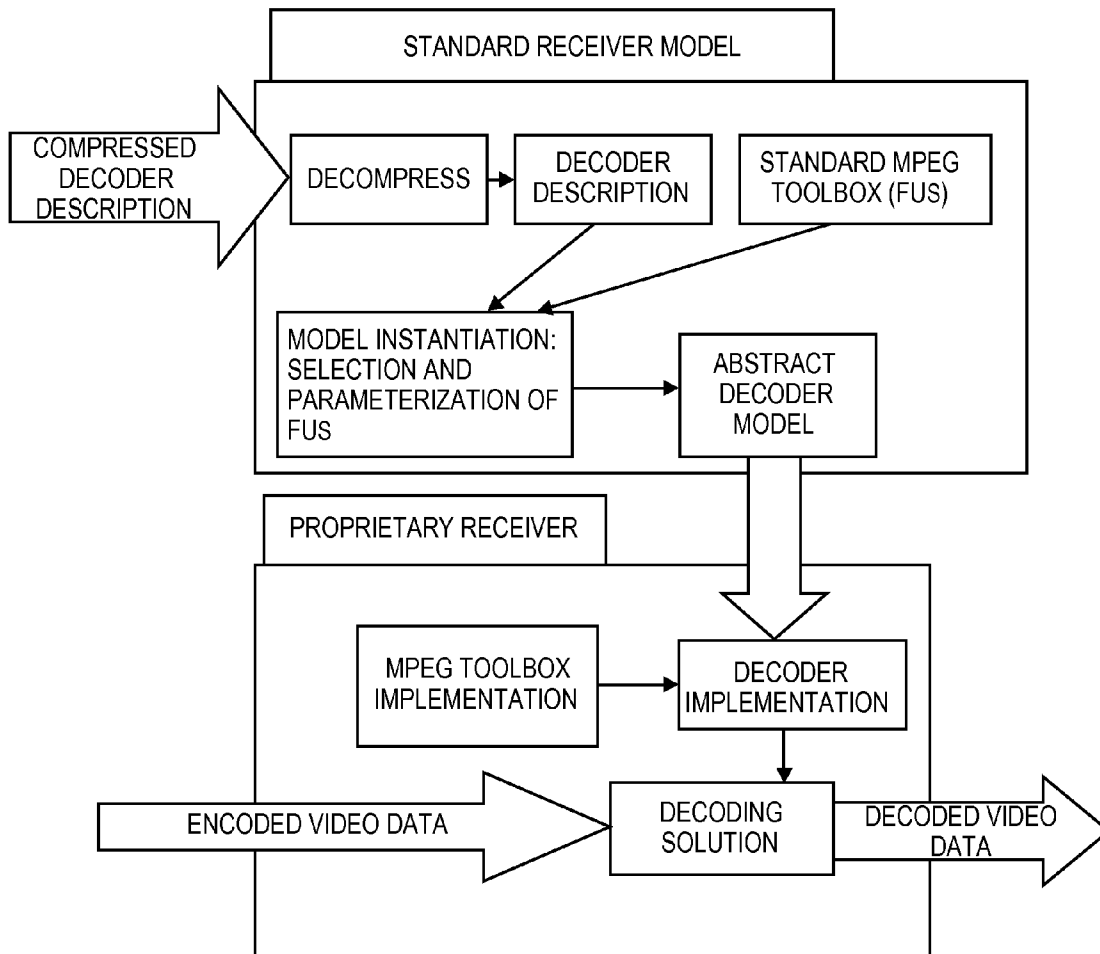 STANDARD RECEIVER MODEL
COMPRESSED
DECODER
DESCRIPTION
DECOMPRESS
DECODER
DESCRIPTION
STANDARD MPEG
TOOLBOX (FUS)
MODEL INSTANTIATION:
SELECTION AND
PARAMETERIZATION OF
FUS
ABSTRACT
DECODER
MODEL
PROPRIETARY RECEIVER
MPEG TOOLBOX
IMPLEMENTATION
DECODER
IMPLEMENTATION
ENCODED VIDEO DATA
DECODING
SOLUTION
DECODED VIDEO
DATA